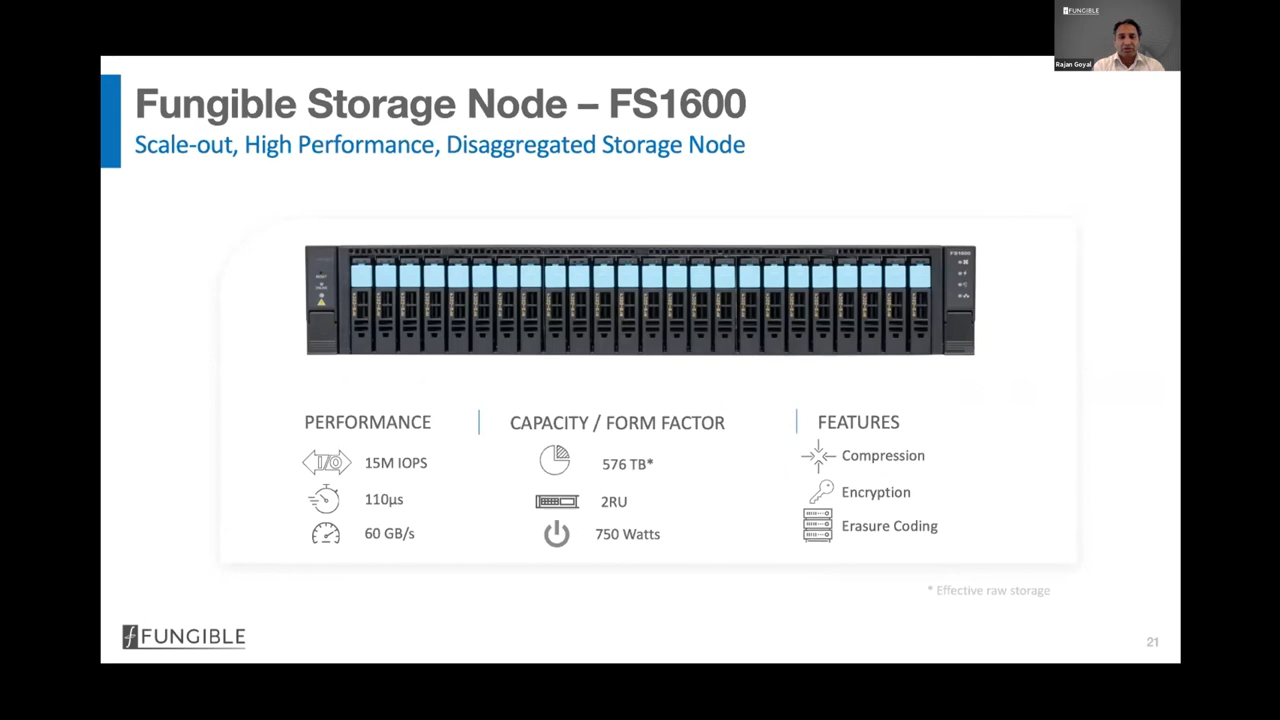 FUNGIBLE
Rajan Goyal
Fungible Storage Node – FS1600
Scale-out, High Performance, Disaggregated Storage Node
FS1600
PERFORMANCE
I/O
15M IOPS
110µs
60 GB/s
CAPACITY / FORM FACTOR
576 TB*
2RU
750 Watts
FEATURES
Compression
Encryption
Erasure Coding
* Effective raw storage
FUNGIBLE
21